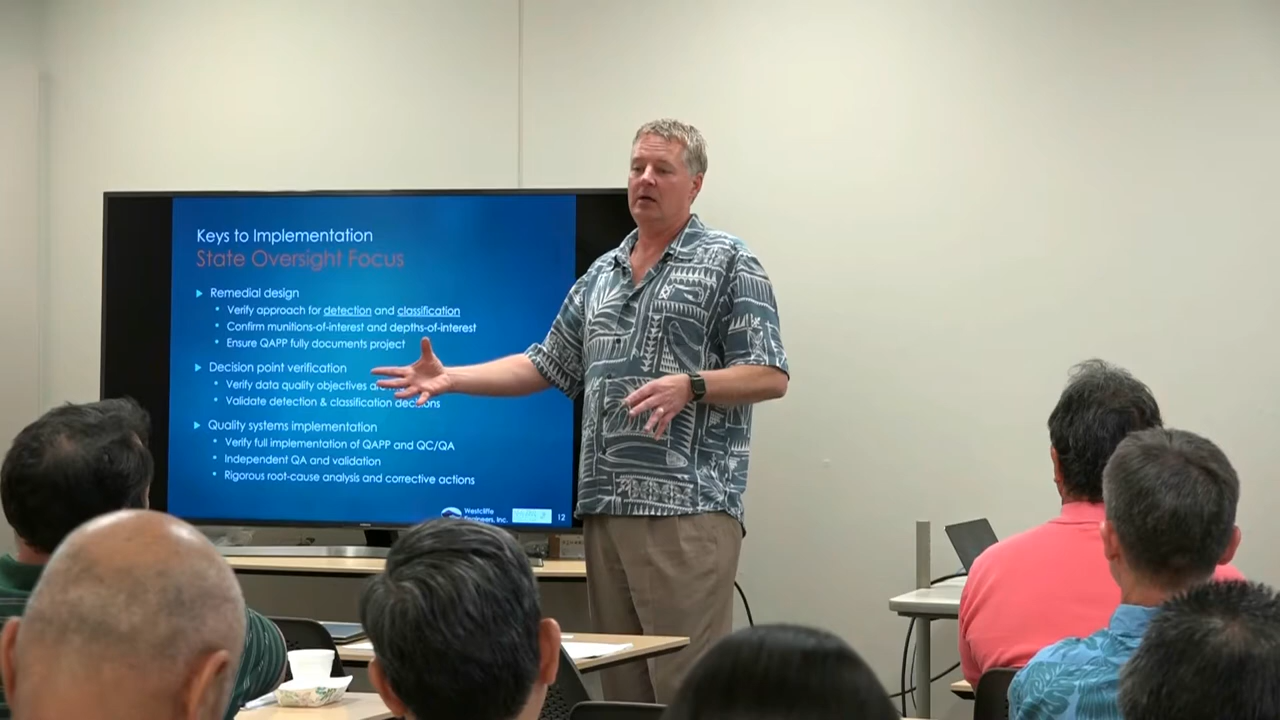 Keys to Implementation
State Oversight Focus
Remedial design
Verify approach for detection and classification
Confirm munitions-of-interest and depths-of-interest
Ensure QAPP fully documents project
Decision point verification
Verify data quality objectives
Validate detection & classification decisions
Quality systems implementation
Verify full implementation of QAPP and QC/QA
Independent QA and validation
Rigorous root-cause analysis and corrective actions
Westcliffe
Engineers, Inc.
12